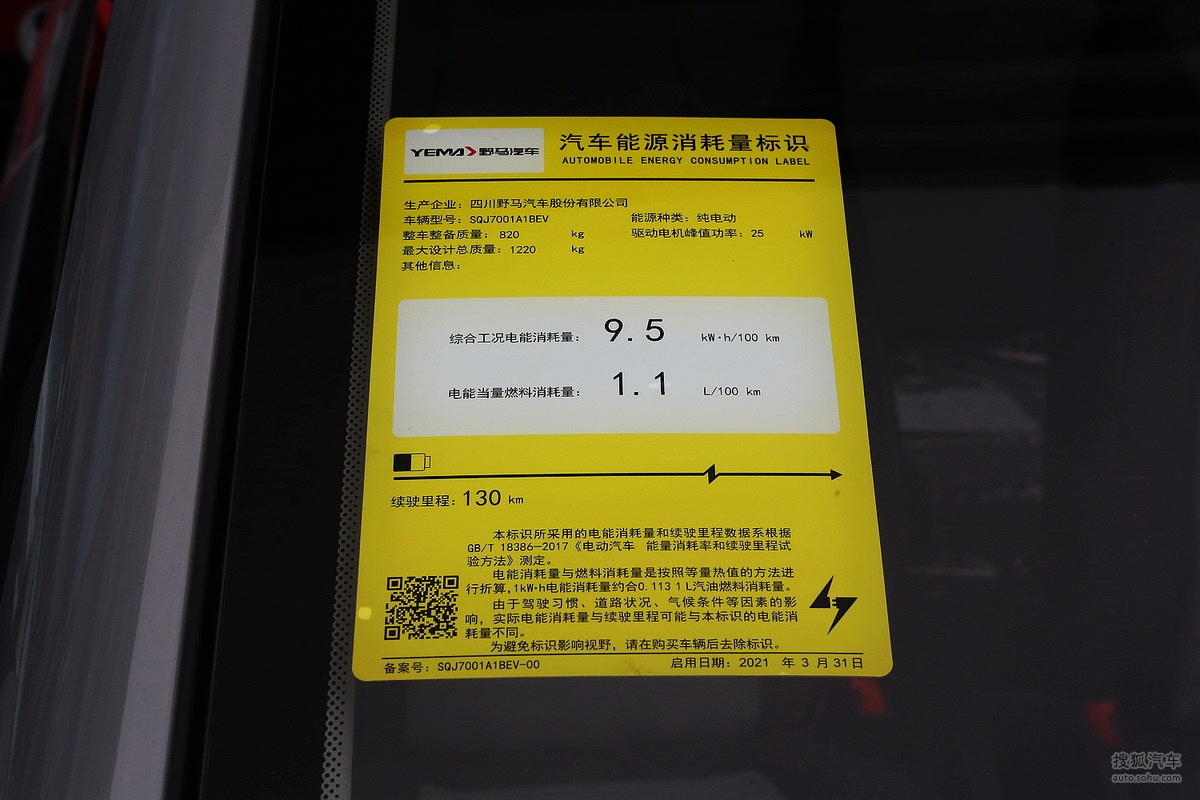 YEMA 野马汽车
汽车能源消耗量标识
AUTOMOBILE ENERGY CONSUMPTION LABEL
生产企业：四川野马汽车股份有限公司
车辆型号：SQJ7001A1BEV 能源种类：纯电动
整车整备质量：820 kg 驱动电机峰值功率：25 kW
最大设计总质量：1220 kg
其他信息：
综合工况电能消耗量： 9.5 kW·h/100 km
电能当量燃料消耗量： 1.1 L/100 km
续驶里程：130 km
本标识所采用的电能消耗量和续驶里程数据系根据
GB/T 18386-2017《电动汽车 能量消耗率和续驶里程试
验方法》测定。
电能消耗量与燃料消耗量是按照等量热值的方法进
行折算，1kW·h电能消耗量约合0.113 1 L汽油燃料消耗量。
由于驾驶习惯、道路状况、气候条件等因素的影
响，实际电能消耗量与续驶里程可能与本标识的电能消
耗量不同。
为避免标识影响视野，请在购买车辆后去除标识。
备案号：SQJ7001A1BEV-00 启用日期：2021 年 3 月 31日
搜狐汽车
auto.sohu.com